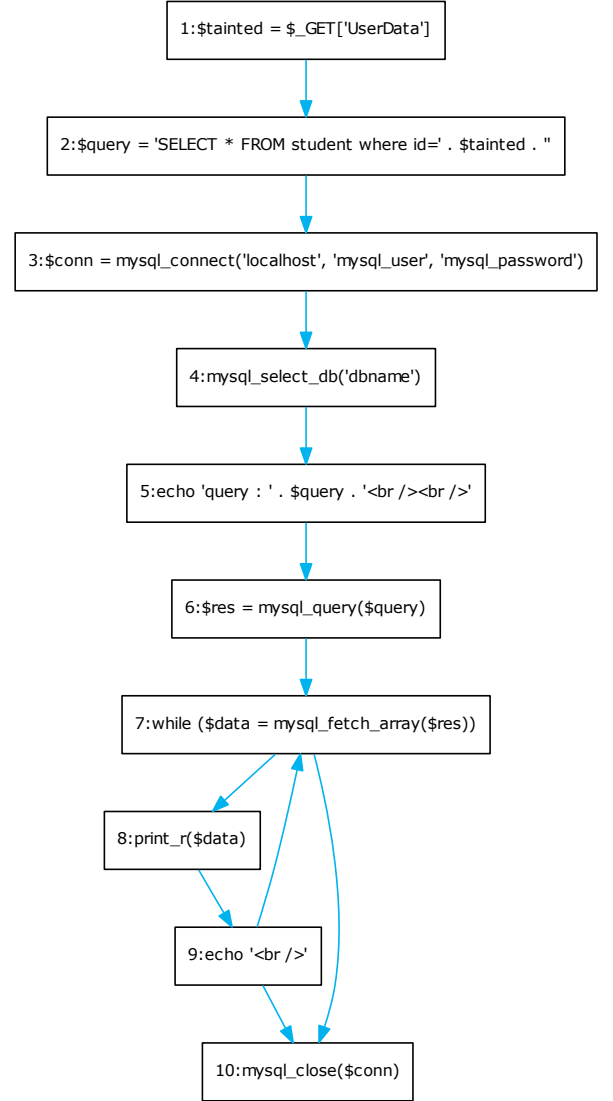 1:$tainted = $_GET['UserData']
2:$query = 'SELECT * FROM student where id=' . $tainted . ''
3:$conn = mysql_connect('localhost', 'mysql_user', 'mysql_password')
4:mysql_select_db('dbname')
5:echo 'query : ' . $query . '<br /><br />'
6:$res = mysql_query($query)
7:while ($data = mysql_fetch_array($res))
8:print_r($data)
9:echo '<br />'
10:mysql_close($conn)